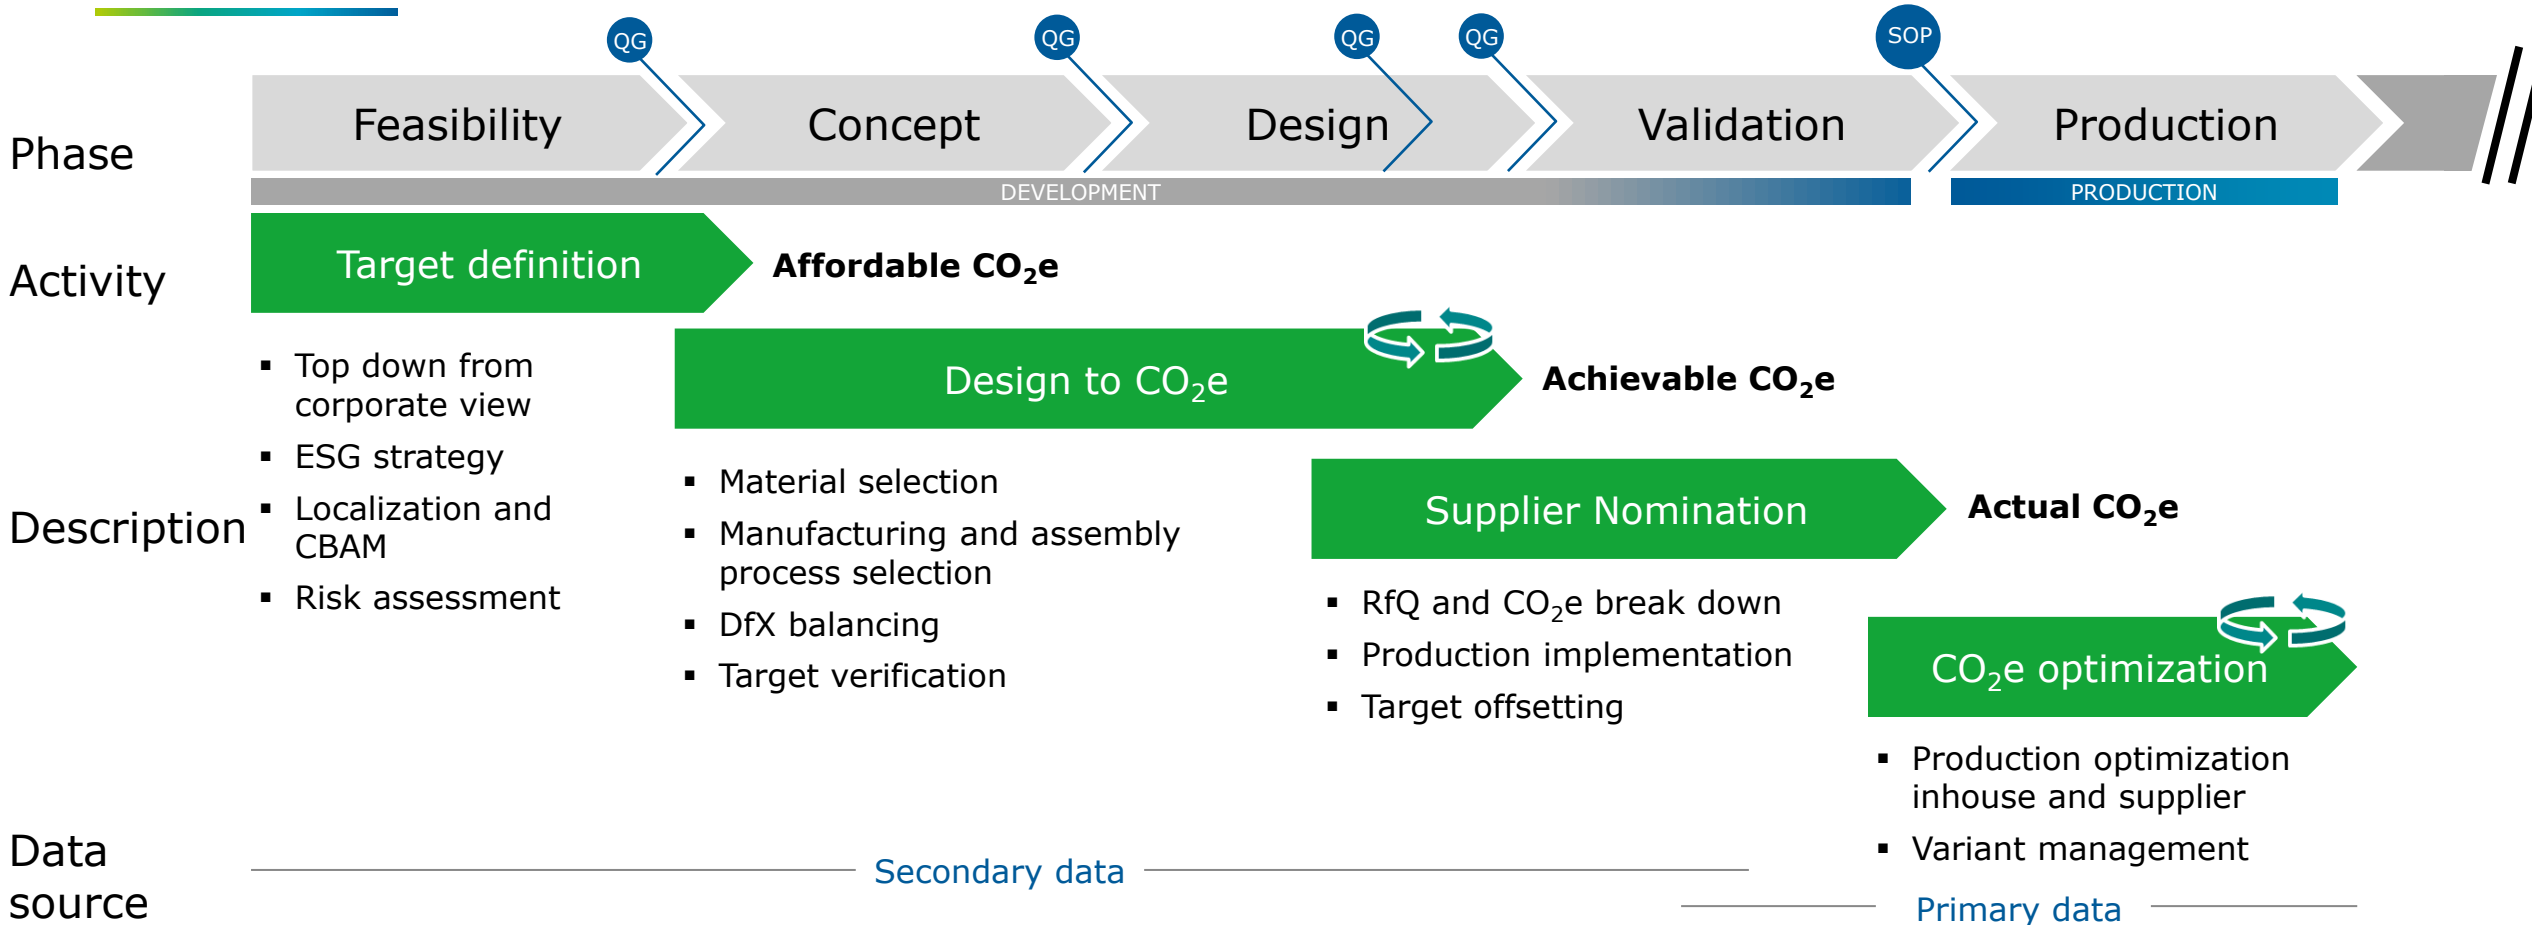 QG
QG
QG
QG
SOP
Phase
Feasibility
Concept
Design
Validation
Production
DEVELOPMENT
PRODUCTION
Activity
Target definition
Affordable CO₂e
Design to CO₂e
Achievable CO₂e
Supplier Nomination
Actual CO₂e
CO₂e optimization
Description
▪ Top down from
corporate view
▪ ESG strategy
▪ Localization and
CBAM
▪ Risk assessment
▪ Material selection
▪ Manufacturing and assembly
process selection
▪ DfX balancing
▪ Target verification
▪ RfQ and CO₂e break down
▪ Production implementation
▪ Target offsetting
▪ Production optimization
inhouse and supplier
▪ Variant management
Data
source
Secondary data
Primary data